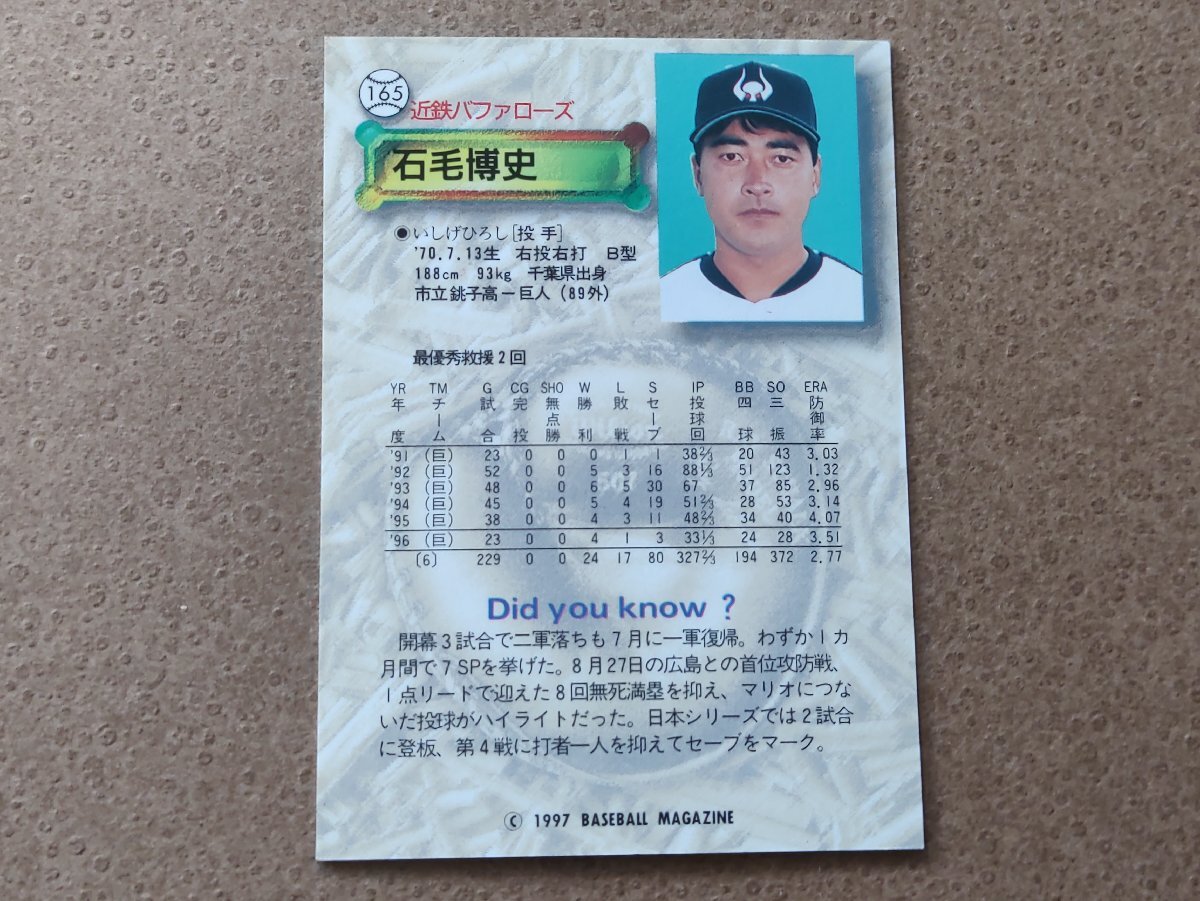 165
近鉄バファローズ
石毛博史
◉いしげひろし[投手]
'70.7.13生 右投右打 B型
188cm 93kg 千葉県出身
市立銚子高ー巨人（89外）
最優秀救援2回
YR TM G CG SHO W L S IP BB SO ERA
年度 チーム 試合 完投 無点勝 勝利 敗戦 セーブ 投球回 四球 三振 防御率
'91 (巨) 23 0 0 0 1 1 38 2/3 20 43 3.03
'92 (巨) 52 0 0 5 3 16 88 1/3 51 123 1.32
'93 (巨) 48 0 0 6 5 30 67 37 85 2.96
'94 (巨) 45 0 0 5 4 19 51 2/3 28 53 3.14
'95 (巨) 38 0 0 4 3 11 48 2/3 34 40 4.07
'96 (巨) 23 0 0 4 1 3 33 1/3 24 28 3.51
〔6〕 229 0 0 24 17 80 327 2/3 194 372 2.77
Did you know ?
開幕3試合で二軍落ちも7月に一軍復帰。わずか1カ
月間で7SPを挙げた。8月27日の広島との首位攻防戦、
1点リードで迎えた8回無死満塁を抑え、マリオにつな
いだ投球がハイライトだった。日本シリーズでは2試合
に登板、第4戦に打者一人を抑えてセーブをマーク。
© 1997 BASEBALL MAGAZINE